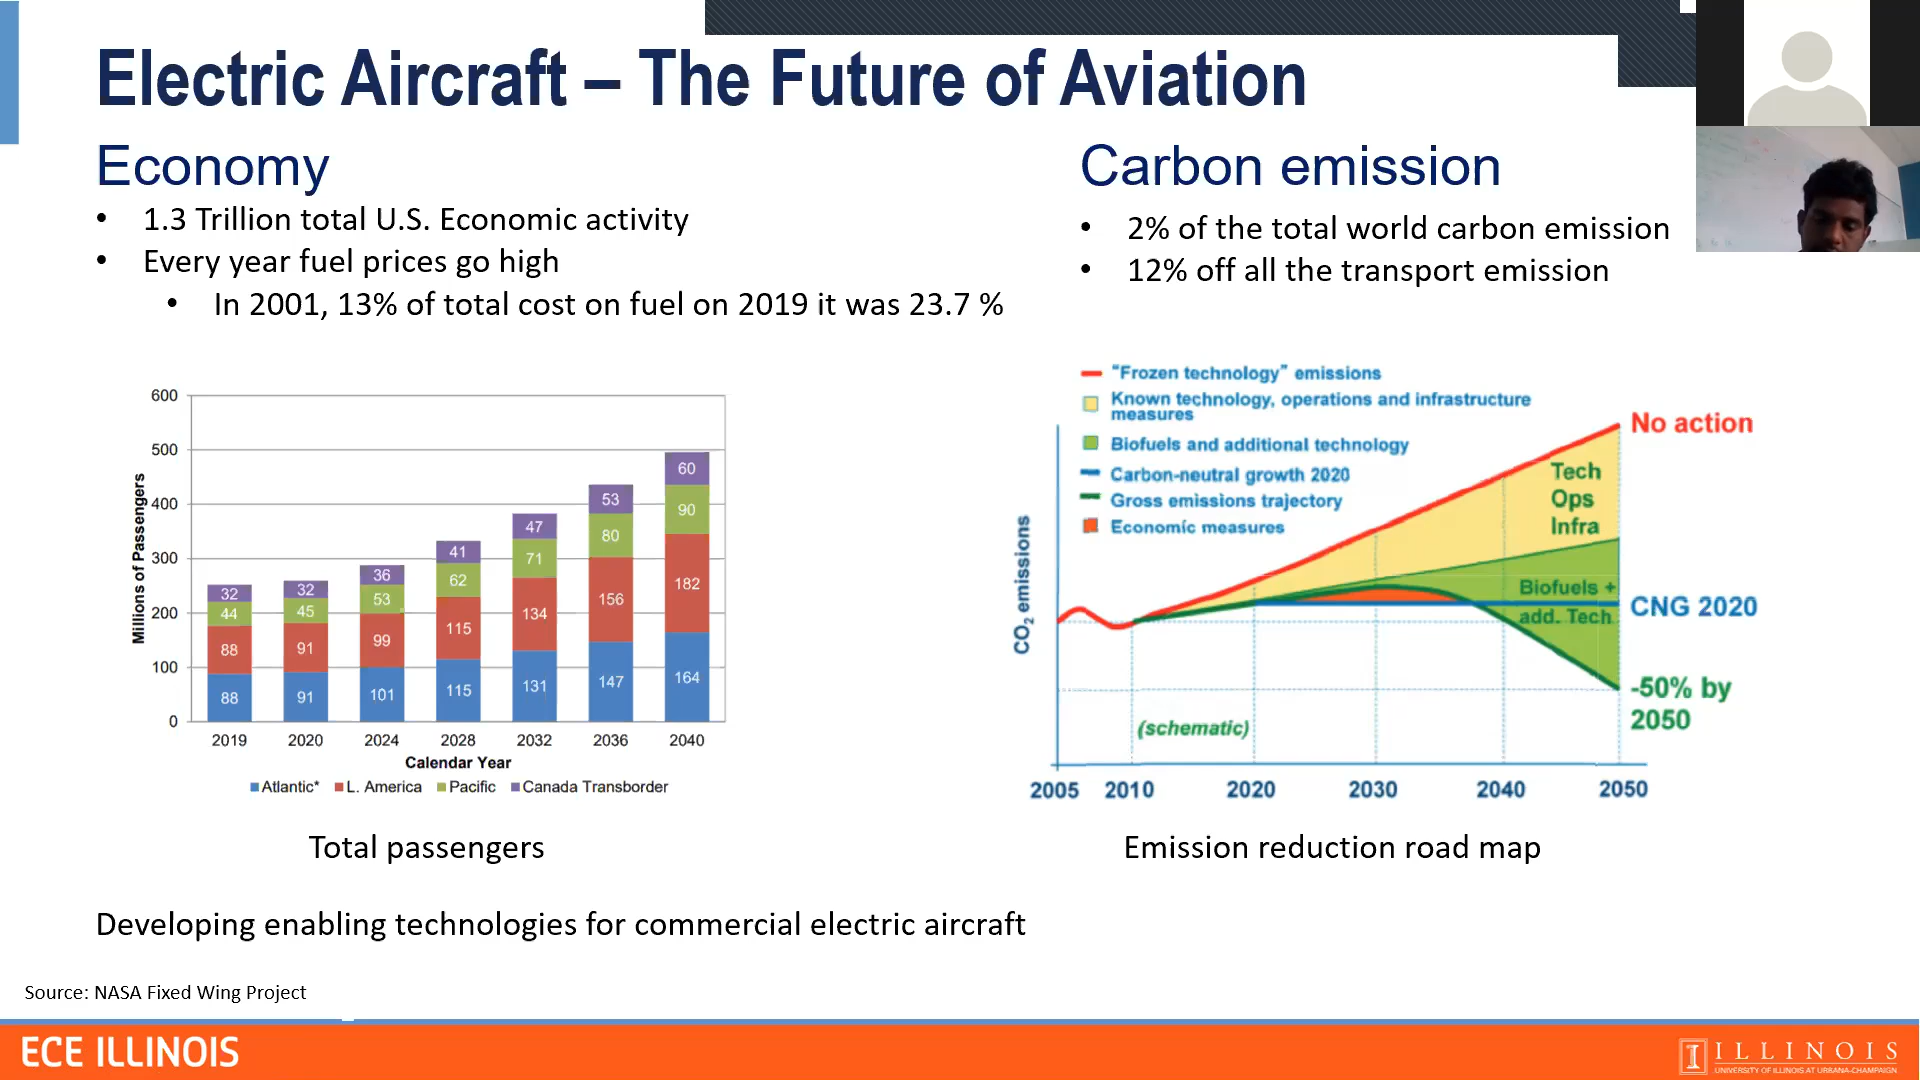 Electric Aircraft – The Future of Aviation
Economy
• 1.3 Trillion total U.S. Economic activity
• Every year fuel prices go high
• In 2001, 13% of total cost on fuel on 2019 it was 23.7 %
Carbon emission
• 2% of the total world carbon emission
• 12% off all the transport emission
Millions of Passengers
600
500
400
300
200
100
0
32
44
88
88
32
45
91
91
36
53
99
101
41
62
115
115
47
71
134
131
53
80
156
147
60
90
182
164
2019 2020 2024 2028 2032 2036 2040
Calendar Year
Atlantic* L. America Pacific Canada Transborder
Total passengers
"Frozen technology" emissions
Known technology, operations and infrastructure
measures
Biofuels and additional technology
Carbon-neutral growth 2020
Gross emissions trajectory
Economic measures
CO2 emissions
No action
Tech
Ops
Infra
Biofuels +
add. Tech
CNG 2020
-50% by
2050
(schematic)
2005 2010 2020 2030 2040 2050
Emission reduction road map
Developing enabling technologies for commercial electric aircraft
Source: NASA Fixed Wing Project
ECE ILLINOIS
I ILLINOIS
UNIVERSITY OF ILLINOIS AT URBANA-CHAMPAIGN